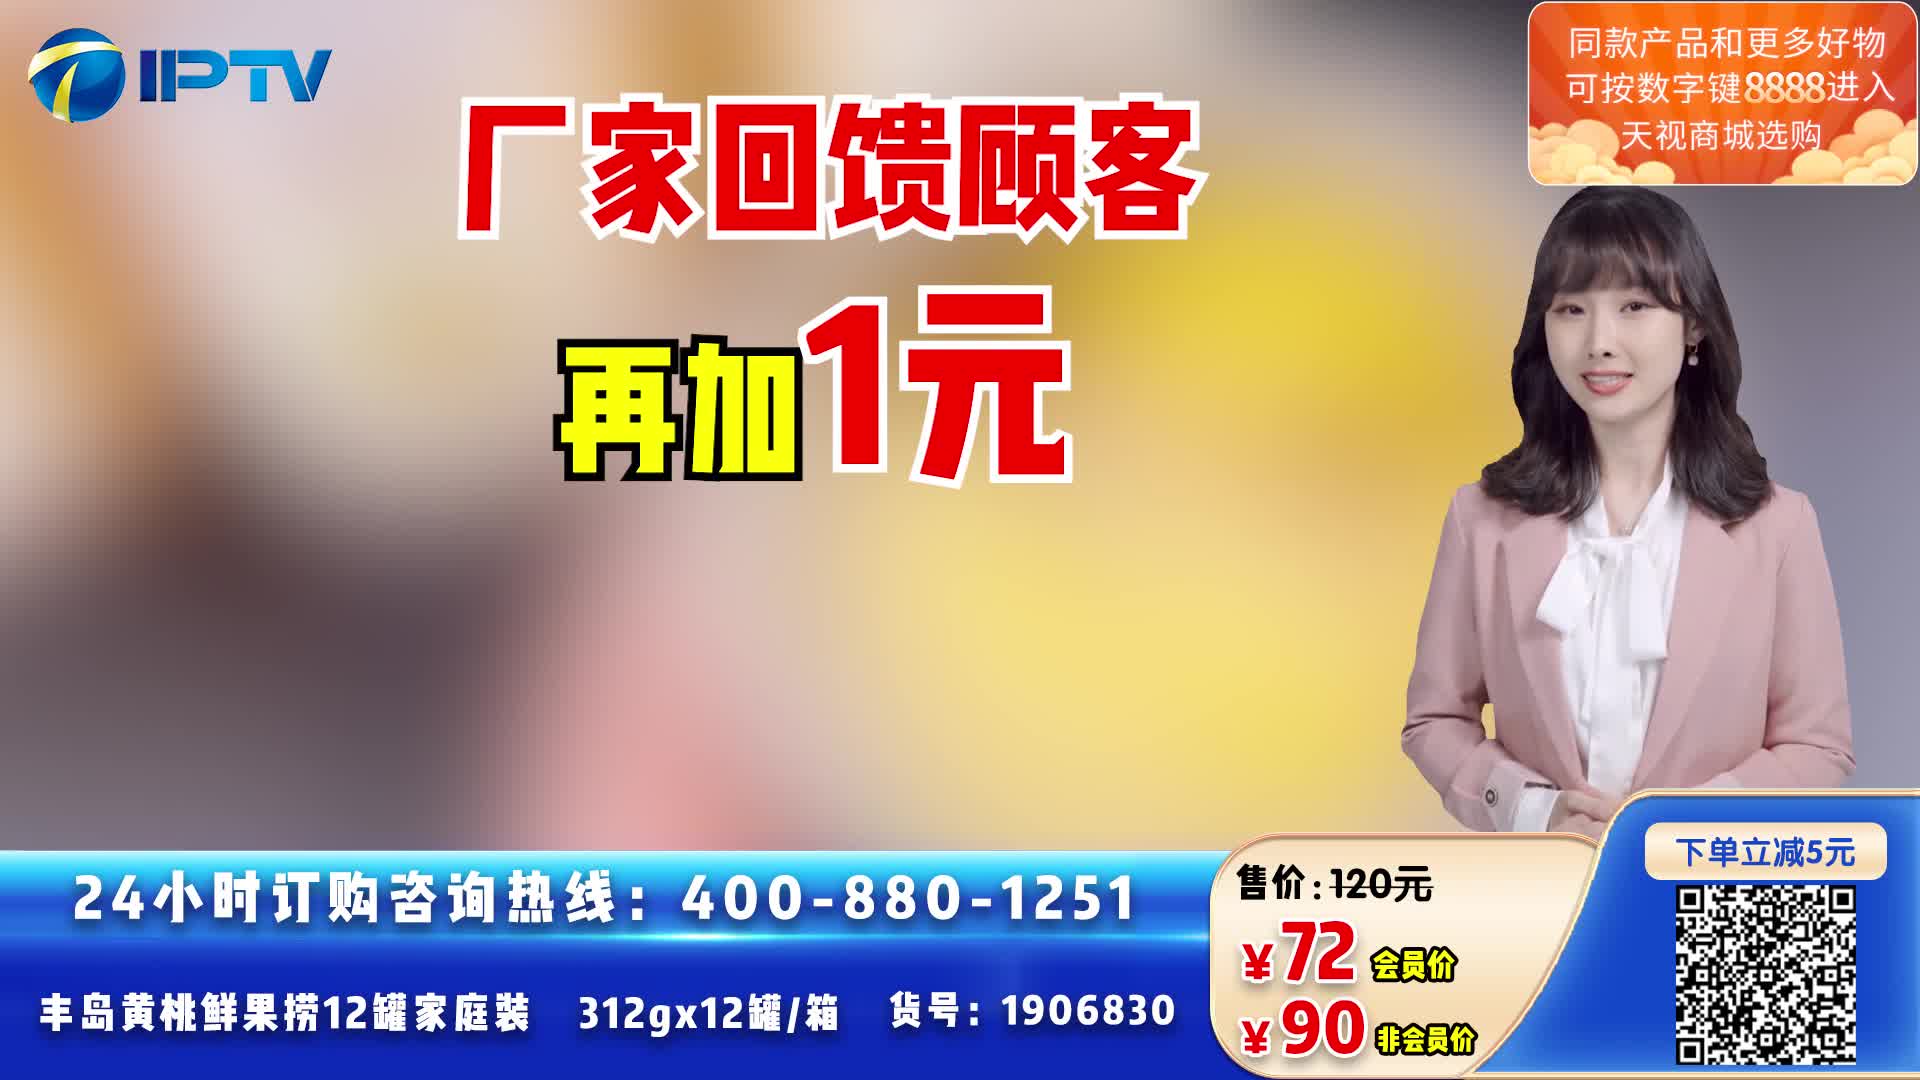 IPTV
同款产品和更多好物
可按数字键8888进入
天视商城选购
厂家回馈顾客
再加1元
24小时订购咨询热线：400-880-1251
丰岛黄桃鲜果捞12罐家庭装 312gx12罐/箱 货号：1906830
售价：120元
¥72 会员价
¥90 非会员价
下单立减5元